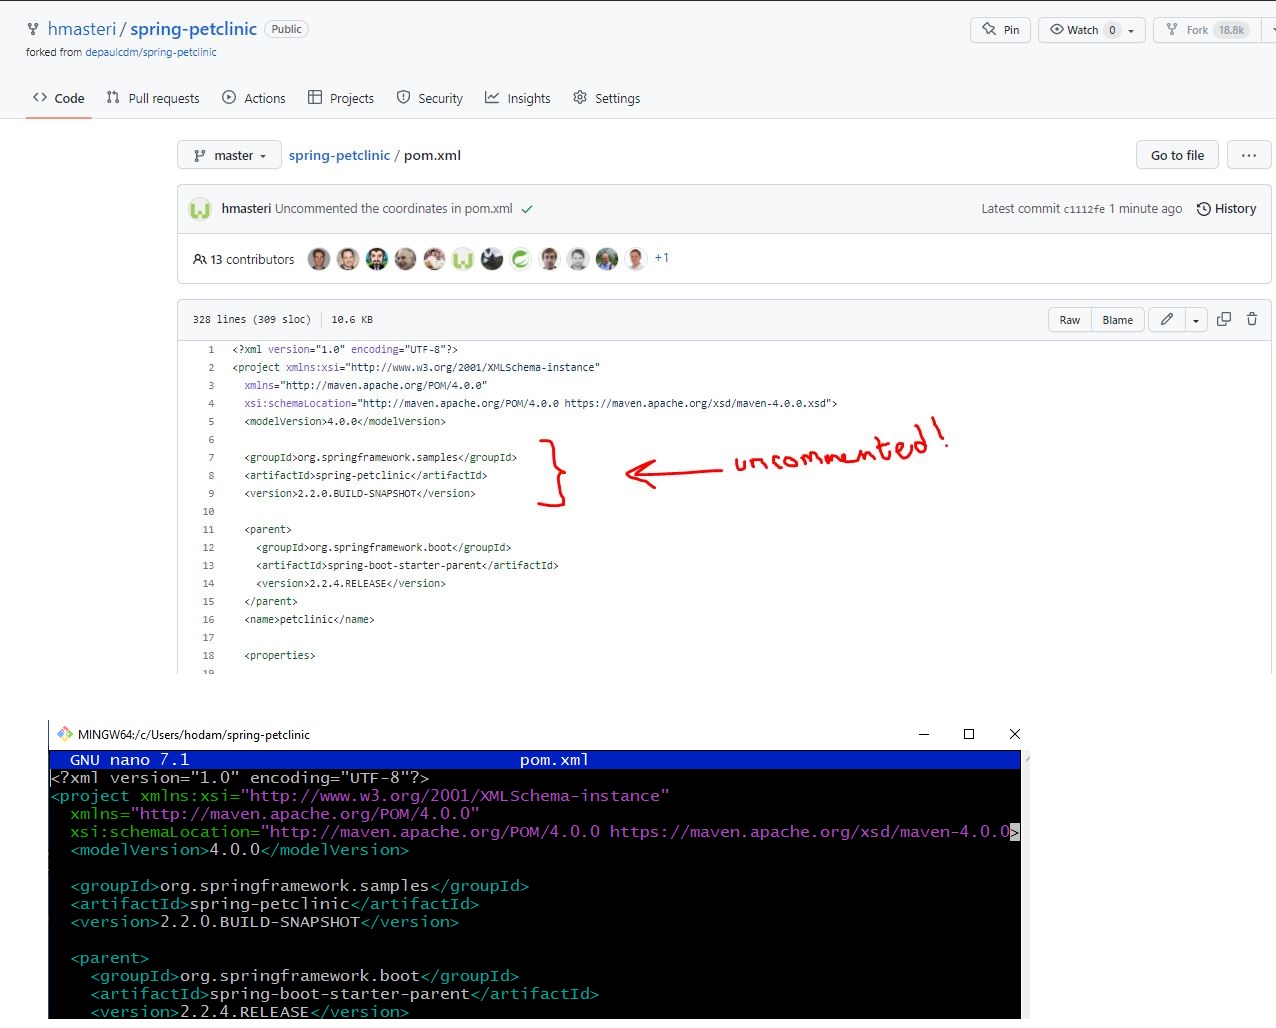 hmasteri / spring-petclinic Public
Pin Watch 0 Fork 18.8k
forked from depaulcdm/spring-petclinic
Code Pull requests Actions Projects Security Insights Settings
master spring-petclinic / pom.xml Go to file ...
hmasteri Uncommented the coordinates in pom.xml Latest commit c1112fe 1 minute ago History
13 contributors +1
328 lines (309 sloc) 10.6 KB Raw Blame
1 <?xml version="1.0" encoding="UTF-8"?>
2 <project xmlns:xsi="http://www.w3.org/2001/XMLSchema-instance"
3 xmlns="http://maven.apache.org/POM/4.0.0"
4 xsi:schemaLocation="http://maven.apache.org/POM/4.0.0 https://maven.apache.org/xsd/maven-4.0.0.xsd">
5 <modelVersion>4.0.0</modelVersion>
6
7 <groupId>org.springframework.samples</groupId>
8 <artifactId>spring-petclinic</artifactId>
9 <version>2.2.0.BUILD-SNAPSHOT</version>
uncommented!
10
11 <parent>
12 <groupId>org.springframework.boot</groupId>
13 <artifactId>spring-boot-starter-parent</artifactId>
14 <version>2.2.4.RELEASE</version>
15 </parent>
16 <name>petclinic</name>
17
18 <properties>
19
MINGW64:/c/Users/hodam/spring-petclinic
GNU nano 7.1 pom.xml
<?xml version="1.0" encoding="UTF-8"?>
<project xmlns:xsi="http://www.w3.org/2001/XMLSchema-instance"
xmlns="http://maven.apache.org/POM/4.0.0"
xsi:schemaLocation="http://maven.apache.org/POM/4.0.0 https://maven.apache.org/xsd/maven-4.0.0>
<modelVersion>4.0.0</modelVersion>
<groupId>org.springframework.samples</groupId>
<artifactId>spring-petclinic</artifactId>
<version>2.2.0.BUILD-SNAPSHOT</version>
<parent>
<groupId>org.springframework.boot</groupId>
<artifactId>spring-boot-starter-parent</artifactId>
<version>2.2.4.RELEASE</version>